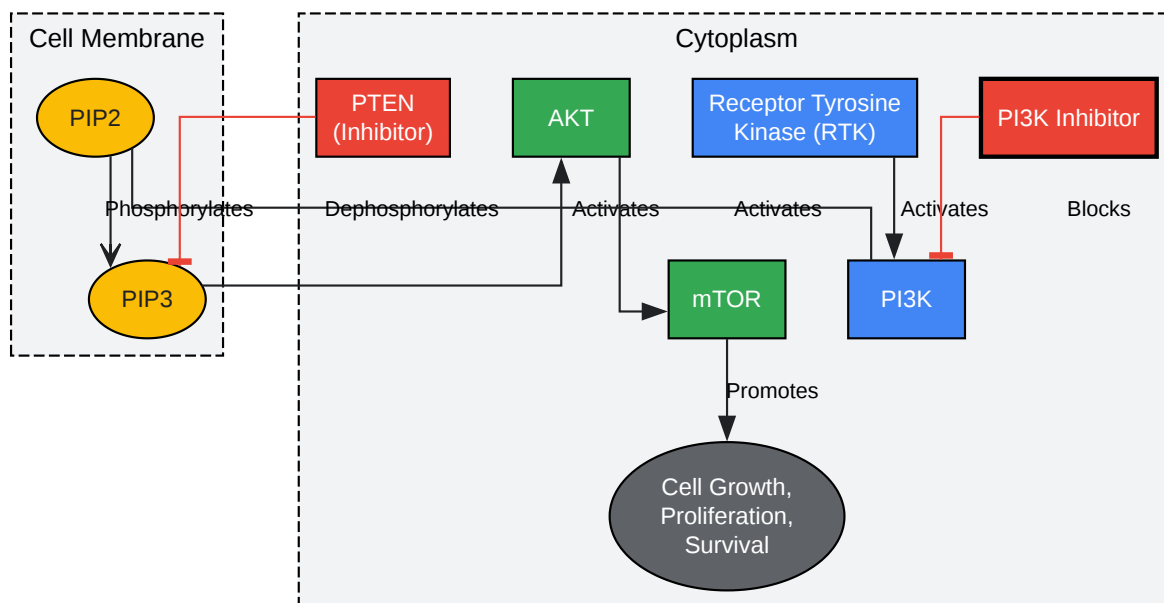 Cell Membrane
Cytoplasm
PIP2
PTEN
(Inhibitor)
AKT
Receptor Tyrosine
Kinase (RTK)
PI3K Inhibitor
Phosphorylates
Dephosphorylates
Activates
Activates
Activates
Blocks
PIP3
mTOR
PI3K
Promotes
Cell Growth,
Proliferation,
Survival